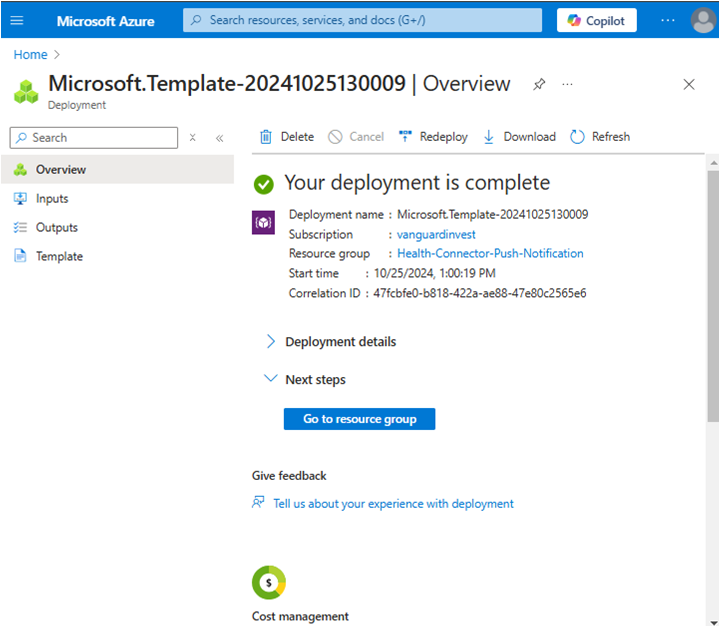 Microsoft Azure
Search resources, services, and docs (G+/)
Copilot
Home
Microsoft.Template-20241025130009 | Overview
Deployment
Search
Delete
Cancel
Redeploy
Download
Refresh
Overview
Inputs
Outputs
Template
Your deployment is complete
Deployment name : Microsoft.Template-20241025130009
Subscription : vanguardinvest
Resource group : Health-Connector-Push-Notification
Start time : 10/25/2024, 1:00:19 PM
Correlation ID : 47fcbfe0-b818-422a-ae88-47e80c2565e6
Deployment details
Next steps
Go to resource group
Give feedback
Tell us about your experience with deployment
$
Cost management